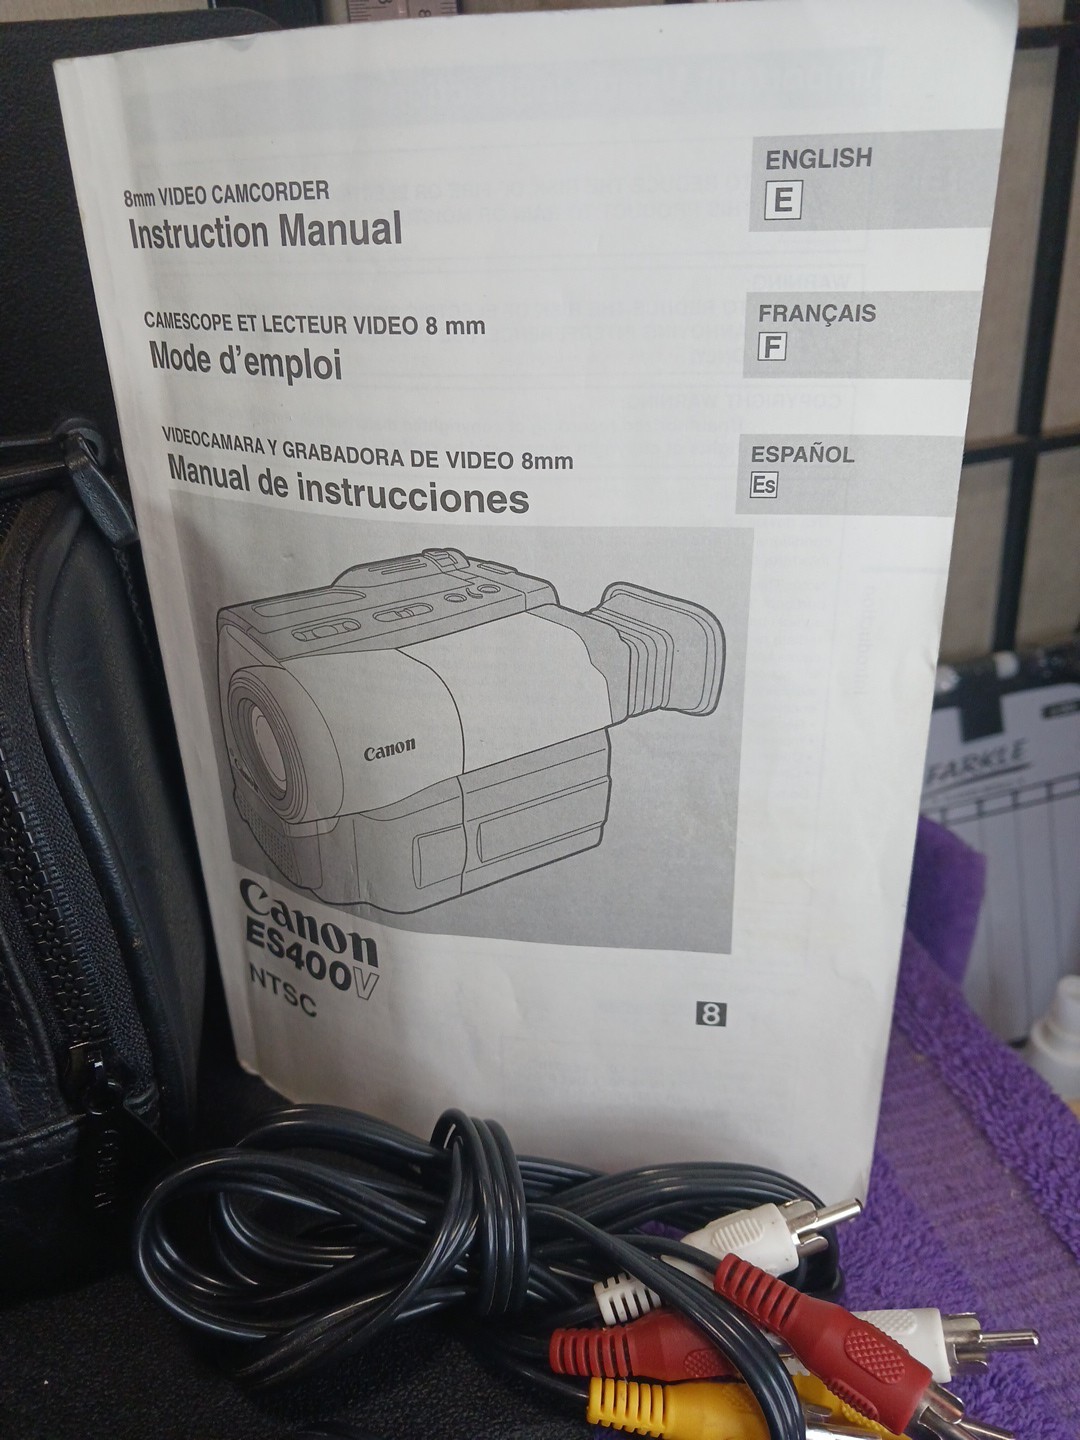 8mm VIDEO CAMCORDER
Instruction Manual
ENGLISH
E
CAMESCOPE ET LECTEUR VIDEO 8 mm
Mode d'emploi
FRANÇAIS
F
VIDEOCAMARA Y GRABADORA DE VIDEO 8mm
Manual de instrucciones
ESPAÑOL
Es
Canon
Canon
ES400V
NTSC
8